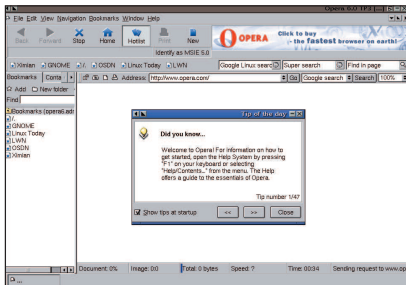 Opera 6.0 TP2
File Edit View Navigation Bookmarks Window Help
Back Forward Stop Home Hotlist Print New
OPERA Click to buy
- the fastest browser on earth!
Identify as MSIE 5.0
Ximian GNOME /. OSDN Linux Today LWN Google Linux searc Super search Find in page
Bookmarks Conta Address: http://www.opera.com/ Go Google search Search 100%
Add New folder
Find
Bookmarks (opera6.adr
/.
GNOME
Linux Today
LWN
OSDN
Ximian
Tip of the day
Did you know...
Welcome to Opera! For information on how to
get started, open the Help System by pressing
"F1" on your keyboard or selecting
"Help/Contents..." from the menu. The Help
offers a guide to the essentials of Opera.
Tip number 1/47
Show tips at startup << >> Close
Document: 0% Image: 0/0 Total: 0 bytes Speed: ? Time: 00:34 Sending request to www.op
...